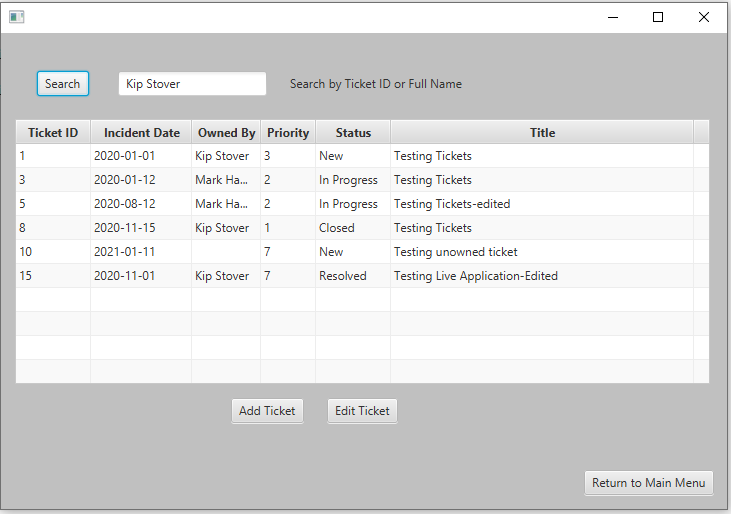 Search Kip Stover Search by Ticket ID or Full Name
Ticket ID Incident Date Owned By Priority Status Title
1 2020-01-01 Kip Stover 3 New Testing Tickets
3 2020-01-12 Mark Ha... 2 In Progress Testing Tickets
5 2020-08-12 Mark Ha... 2 In Progress Testing Tickets-edited
8 2020-11-15 Kip Stover 1 Closed Testing Tickets
10 2021-01-11 7 New Testing unowned ticket
15 2020-11-01 Kip Stover 7 Resolved Testing Live Application-Edited
Add Ticket Edit Ticket
Return to Main Menu